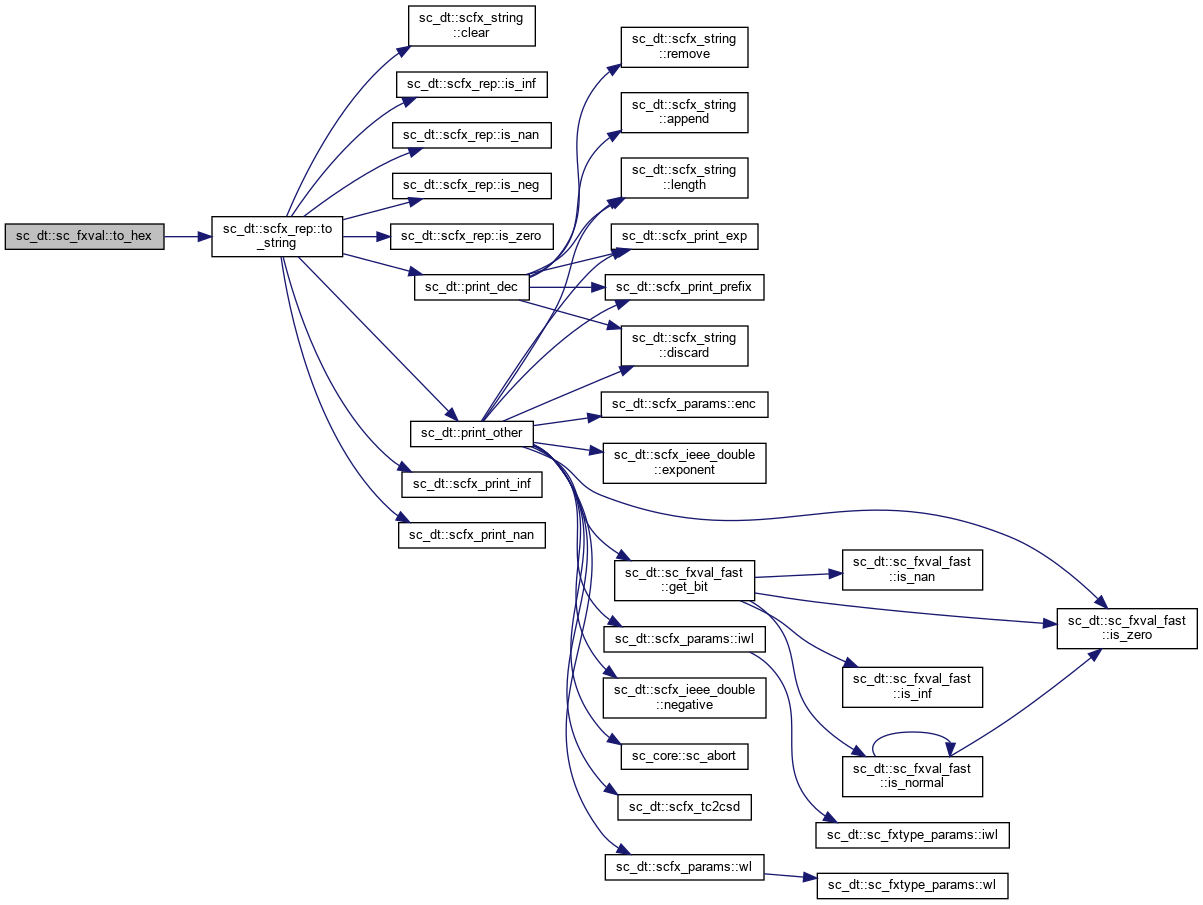 sc_dt::sc_fxval::to_hex
sc_dt::scfx_rep::to
_string
sc_dt::scfx_string
::clear
sc_dt::scfx_rep::is_inf
sc_dt::scfx_rep::is_nan
sc_dt::scfx_rep::is_neg
sc_dt::scfx_rep::is_zero
sc_dt::print_dec
sc_dt::print_other
sc_dt::scfx_print_inf
sc_dt::scfx_print_nan
sc_dt::scfx_string
::remove
sc_dt::scfx_string
::append
sc_dt::scfx_string
::length
sc_dt::scfx_print_exp
sc_dt::scfx_print_prefix
sc_dt::scfx_string
::discard
sc_dt::scfx_params::enc
sc_dt::scfx_ieee_double
::exponent
sc_dt::sc_fxval_fast
::get_bit
sc_dt::scfx_params::iwl
sc_dt::scfx_ieee_double
::negative
sc_core::sc_abort
sc_dt::scfx_tc2csd
sc_dt::scfx_params::wl
sc_dt::sc_fxval_fast
::is_nan
sc_dt::sc_fxval_fast
::is_inf
sc_dt::sc_fxval_fast
::is_normal
sc_dt::sc_fxtype_params::iwl
sc_dt::sc_fxtype_params::wl
sc_dt::sc_fxval_fast
::is_zero